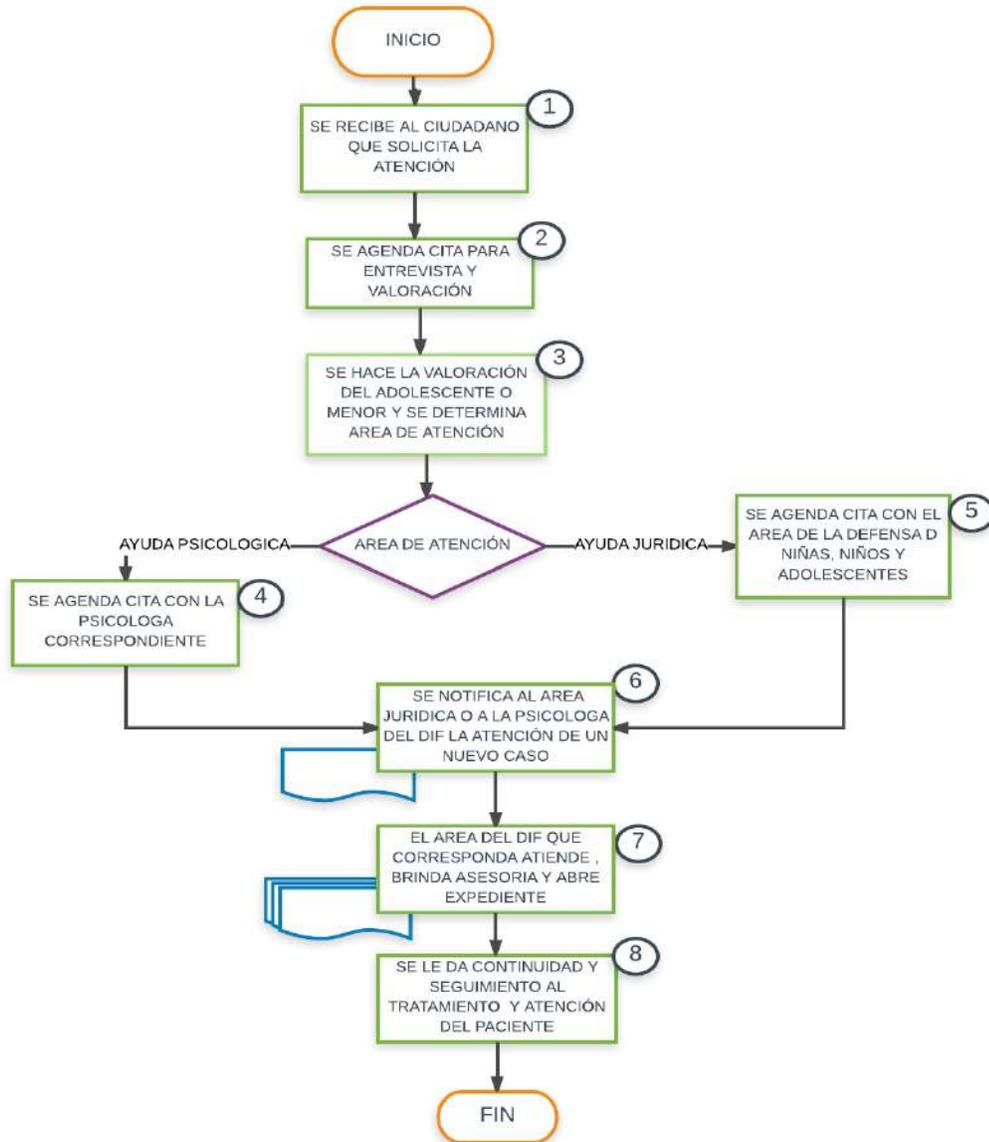 INICIO
1
SE RECIBE AL CIUDADANO
QUE SOLICITA LA
ATENCIÓN
2
SE AGENDA CITA PARA
ENTREVISTA Y
VALORACIÓN
3
SE HACE LA VALORACIÓN
DEL ADOLESCENTE O
MENOR Y SE DETERMINA
AREA DE ATENCIÓN
AREA DE ATENCIÓN
AYUDA PSICOLOGICA
AYUDA JURIDICA
4
SE AGENDA CITA CON LA
PSICOLOGA
CORRESPONDIENTE
5
SE AGENDA CITA CON EL
AREA DE LA DEFENSA D
NIÑAS, NIÑOS Y
ADOLESCENTES
6
SE NOTIFICA AL AREA
JURIDICA O A LA PSICOLOGA
DEL DIF LA ATENCIÓN DE UN
NUEVO CASO
7
EL AREA DEL DIF QUE
CORRESPONDA ATIENDE ,
BRINDA ASESORIA Y ABRE
EXPEDIENTE
8
SE LE DA CONTINUIDAD Y
SEGUIMIENTO AL
TRATAMIENTO Y ATENCIÓN
DEL PACIENTE
FIN